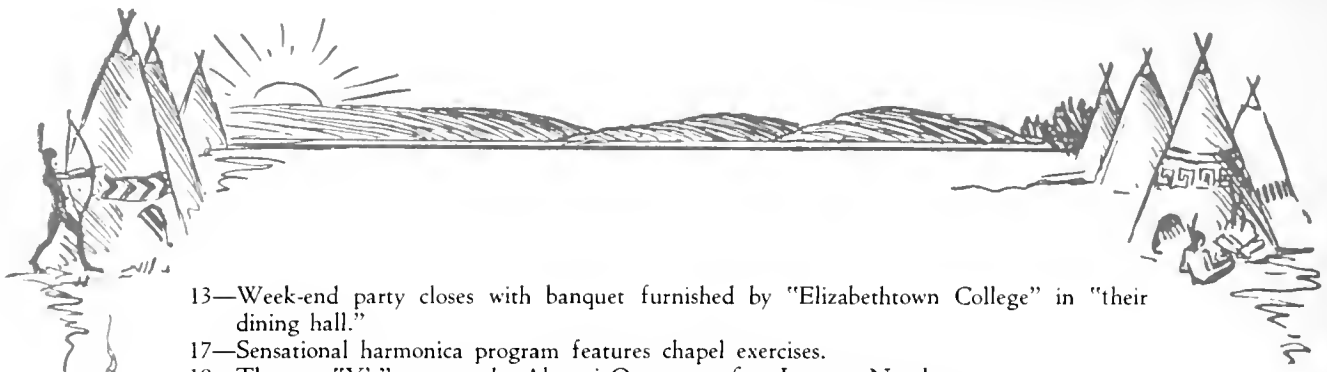 13—Week-end party closes with banquet furnished by "Elizabethtown College" in "their
dining hall."
17—Sensational harmonica program features chapel exercises.